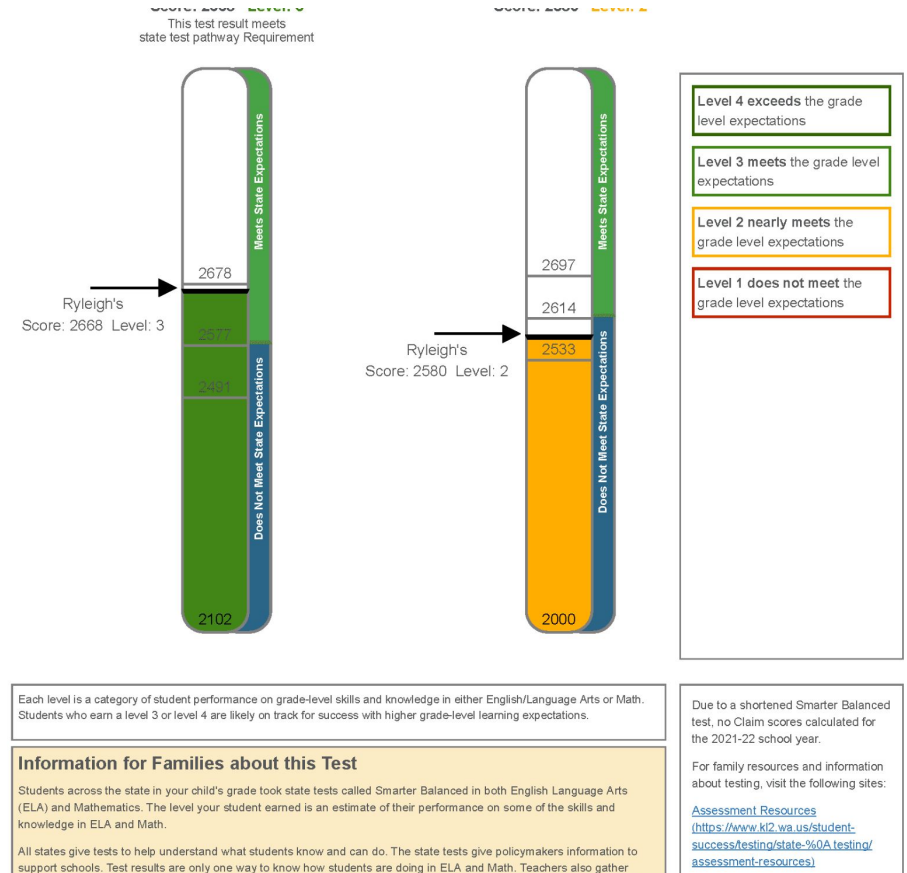 This test result meets
state test pathway Requirement
Meets State Expectations
Does Not Meet State Expectations
2678
Ryleigh's
Score: 2668 Level: 3
2577
2491
2102
Meets State Expectations
Does Not Meet State Expectations
2697
2614
Ryleigh's
Score: 2580 Level: 2
2533
2000
Level 4 exceeds the grade
level expectations
Level 3 meets the grade level
expectations
Level 2 nearly meets the
grade level expectations
Level 1 does not meet the
grade level expectations
Each level is a category of student performance on grade-level skills and knowledge in either English/Language Arts or Math.
Students who earn a level 3 or level 4 are likely on track for success with higher grade-level learning expectations.
Information for Families about this Test
Students across the state in your child's grade took state tests called Smarter Balanced in both English Language Arts
(ELA) and Mathematics. The level your student earned is an estimate of their performance on some of the skills and
knowledge in ELA and Math.
All states give tests to help understand what students know and can do. The state tests give policymakers information to
support schools. Test results are only one way to know how students are doing in ELA and Math. Teachers also gather
Due to a shortened Smarter Balanced
test, no Claim scores calculated for
the 2021-22 school year.
For family resources and information
about testing, visit the following sites:
Assessment Resources
(https://www.kl2.wa.us/student-
success/testing/state-%0A testing/
assessment-resources)